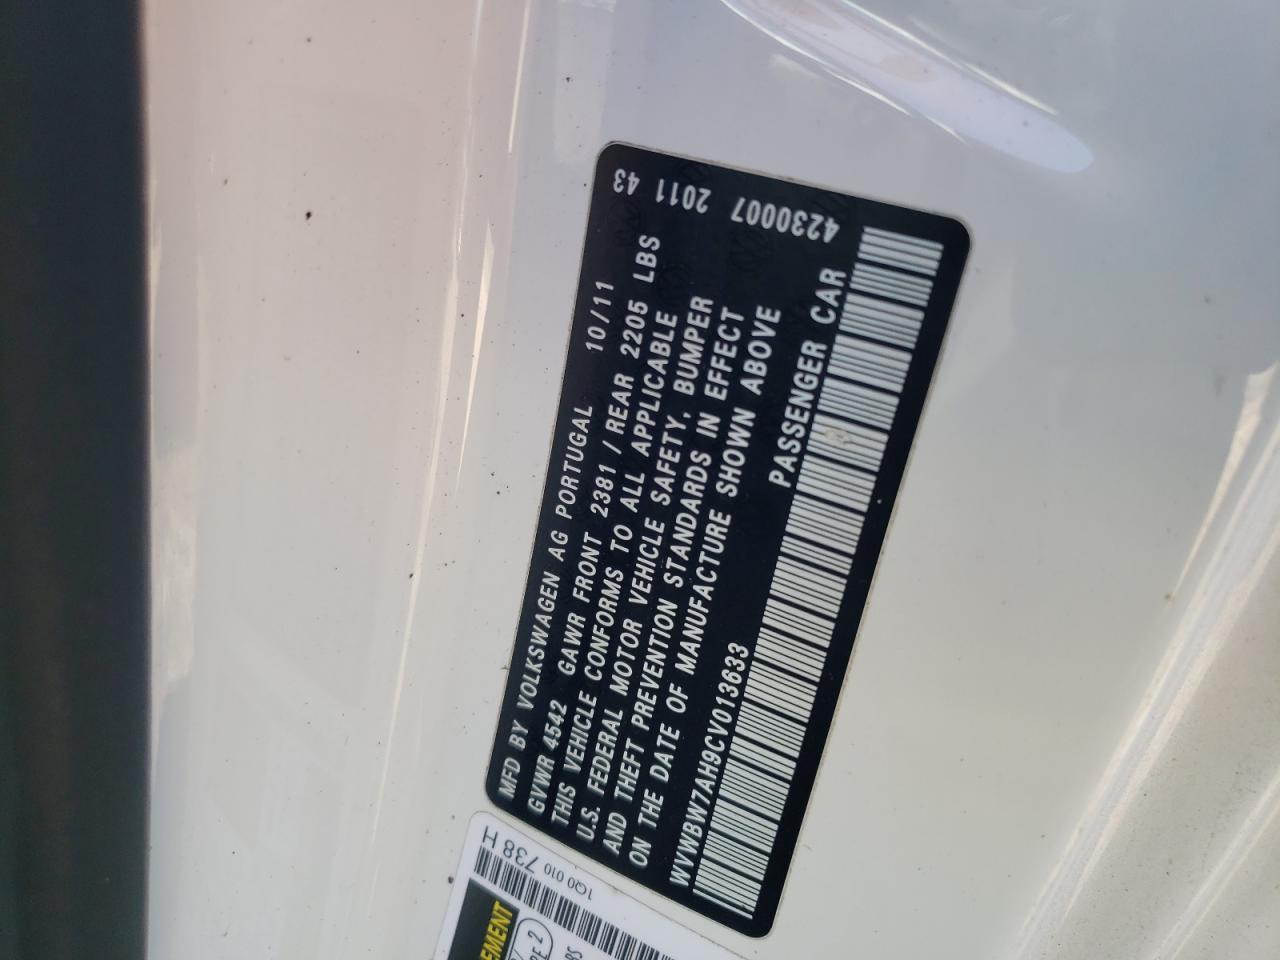 MFD BY VOLKSWAGEN AG PORTUGAL 10/11
GVWR 4542 GAWR FRONT 2381 / REAR 2205 LBS
THIS VEHICLE CONFORMS TO ALL APPLICABLE
U.S. FEDERAL MOTOR VEHICLE SAFETY, BUMPER
AND THEFT PREVENTION STANDARDS IN EFFECT
ON THE DATE OF MANUFACTURE SHOWN ABOVE
WVWBW7AH9CV013633 PASSENGER CAR
43
2011
4230007
1Q0 010 738 H